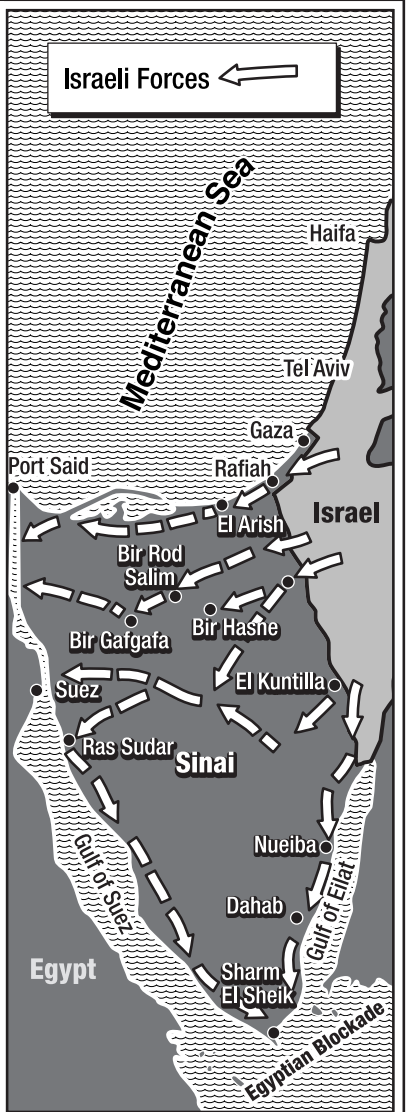 Israeli Forces
Mediterranean Sea
Haifa
Tel Aviv
Gaza
Port Said
Rafiah
El Arish
Israel
Bir Rod
Salim
Bir Gafgafa
Bir Hasne
Suez
El Kuntilla
Ras Sudar
Sinai
Nueiba
Gulf of Suez
Gulf of Eilat
Dahab
Egypt
Sharm
El Sheik
Egyptian Blockade